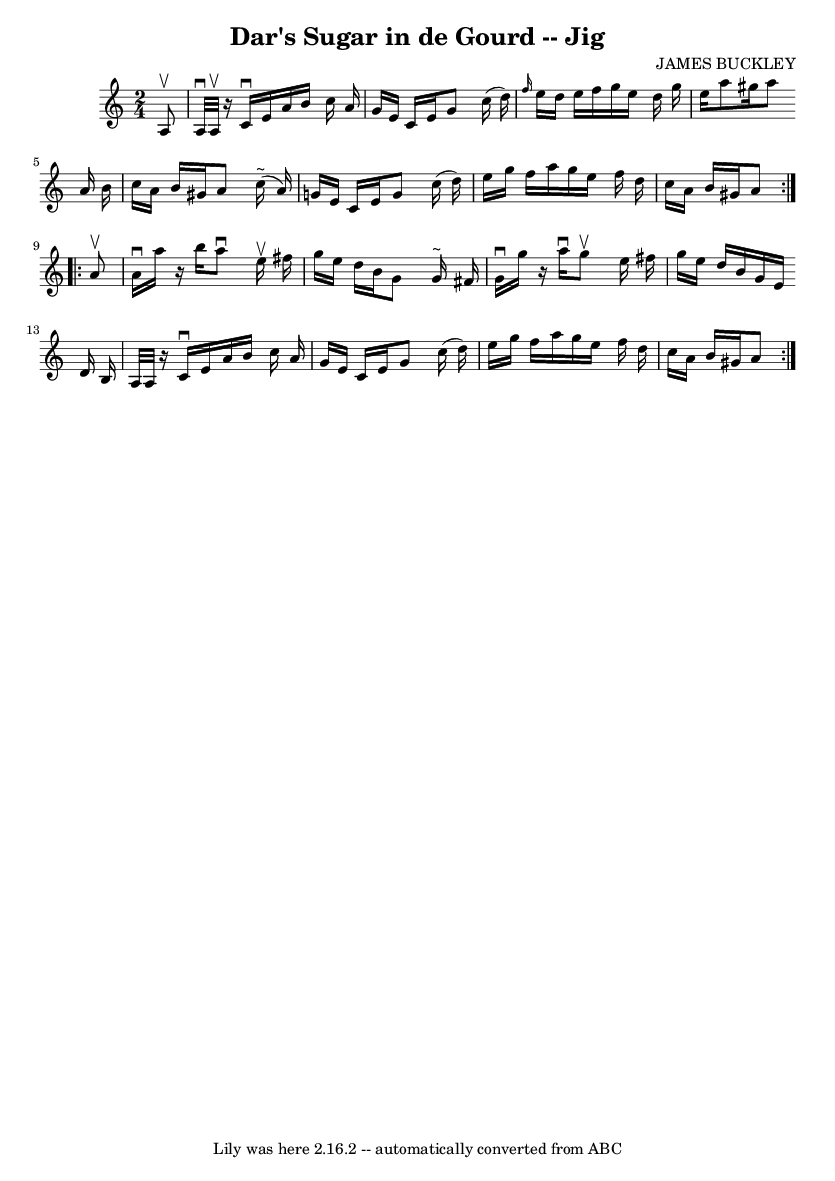 Dar's Sugar in de Gourd -- Jig
JAMES BUCKLEY
2
4
5
9
13
Lily was here 2.16.2 -- automatically converted from ABC